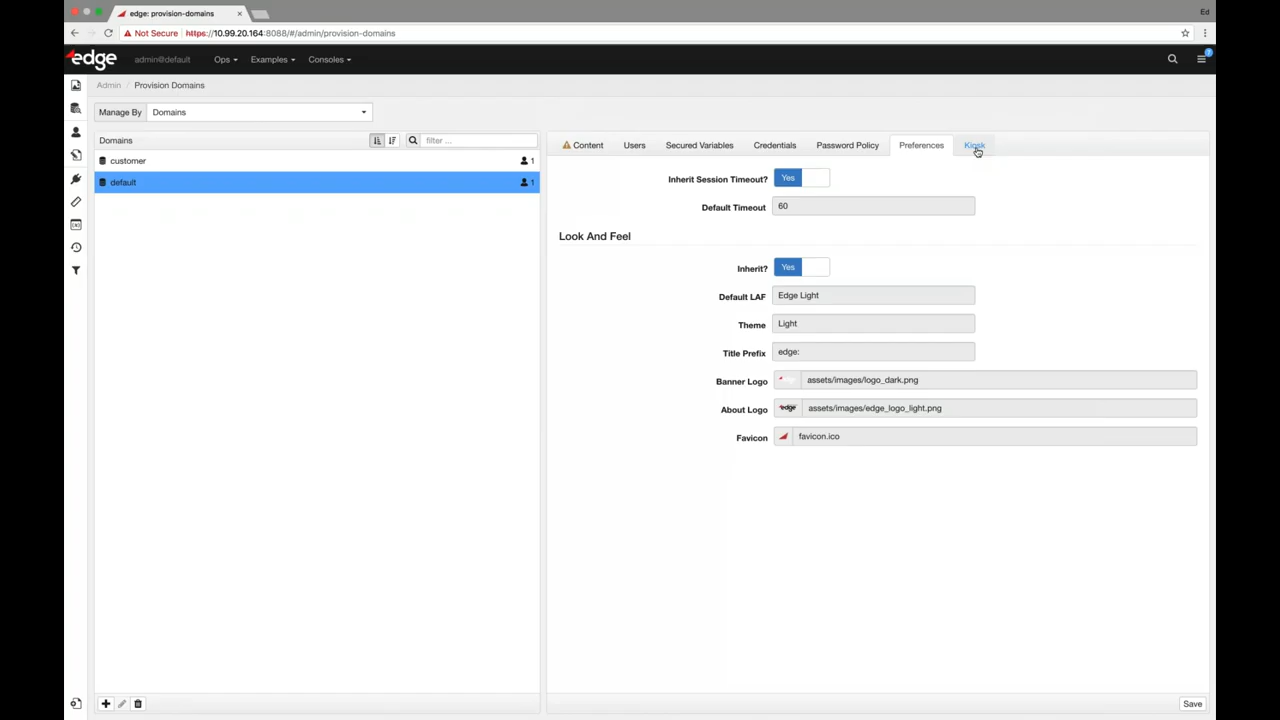 edge: provision-domains
Ed
Not Secure https://10.99.20.164:8088/#/admin/provision-domains
edge admin@default Ops Examples Consoles 7
Admin / Provision Domains
Manage By Domains
Domains filter ...
customer 1
default 1
Content Users Secured Variables Credentials Password Policy Preferences Kiosk
Inherit Session Timeout? Yes
Default Timeout 60
Look And Feel
Inherit? Yes
Default LAF Edge Light
Theme Light
Title Prefix edge:
Banner Logo assets/images/logo_dark.png
About Logo edge assets/images/edge_logo_light.png
Favicon favicon.ico
Save